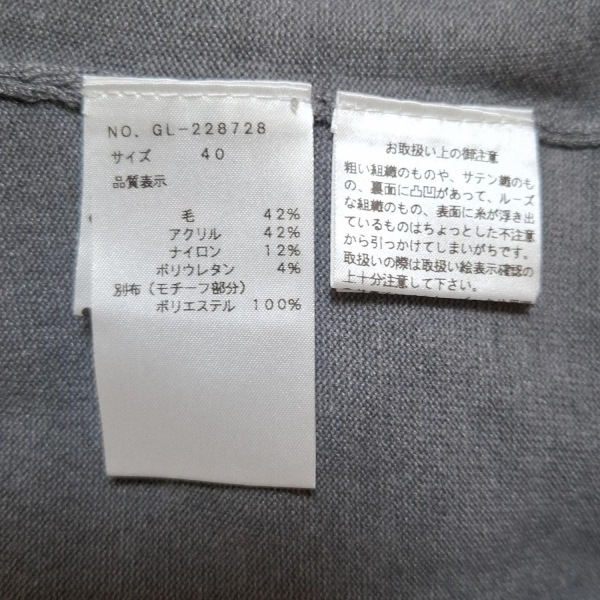 NO. GL-228728
サイズ 40
品質表示
毛 42%
アクリル 42%
ナイロン 12%
ポリウレタン 4%
別布(モチーフ部分)
ポリエステル 100%
お取扱い上の御注意
粗い組織のものや、サテン織のも
の、裏面に凸凹があって、ルーズ
な組織のもの、表面に糸が浮き出
ているものはちょっとした不注意
から引っかけてしまいがちです。
取扱いの際は取扱い絵表示確認の
上十分注意して下さい。